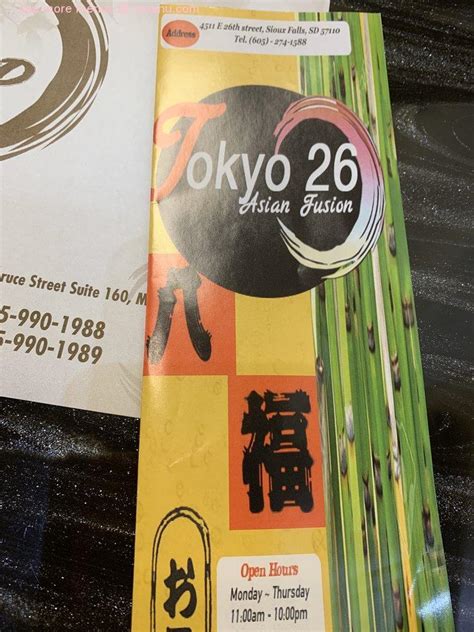 Address
4511 E 26th street, Sioux Falls, SD 57110
Tel. (605) - 274-1588
Tokyo 26
Asian Fusion
ruce Street Suite 160, M
5-990-1988
5-990-1989
お
Open Hours
Monday ~ Thursday
11:00am - 10:00pm